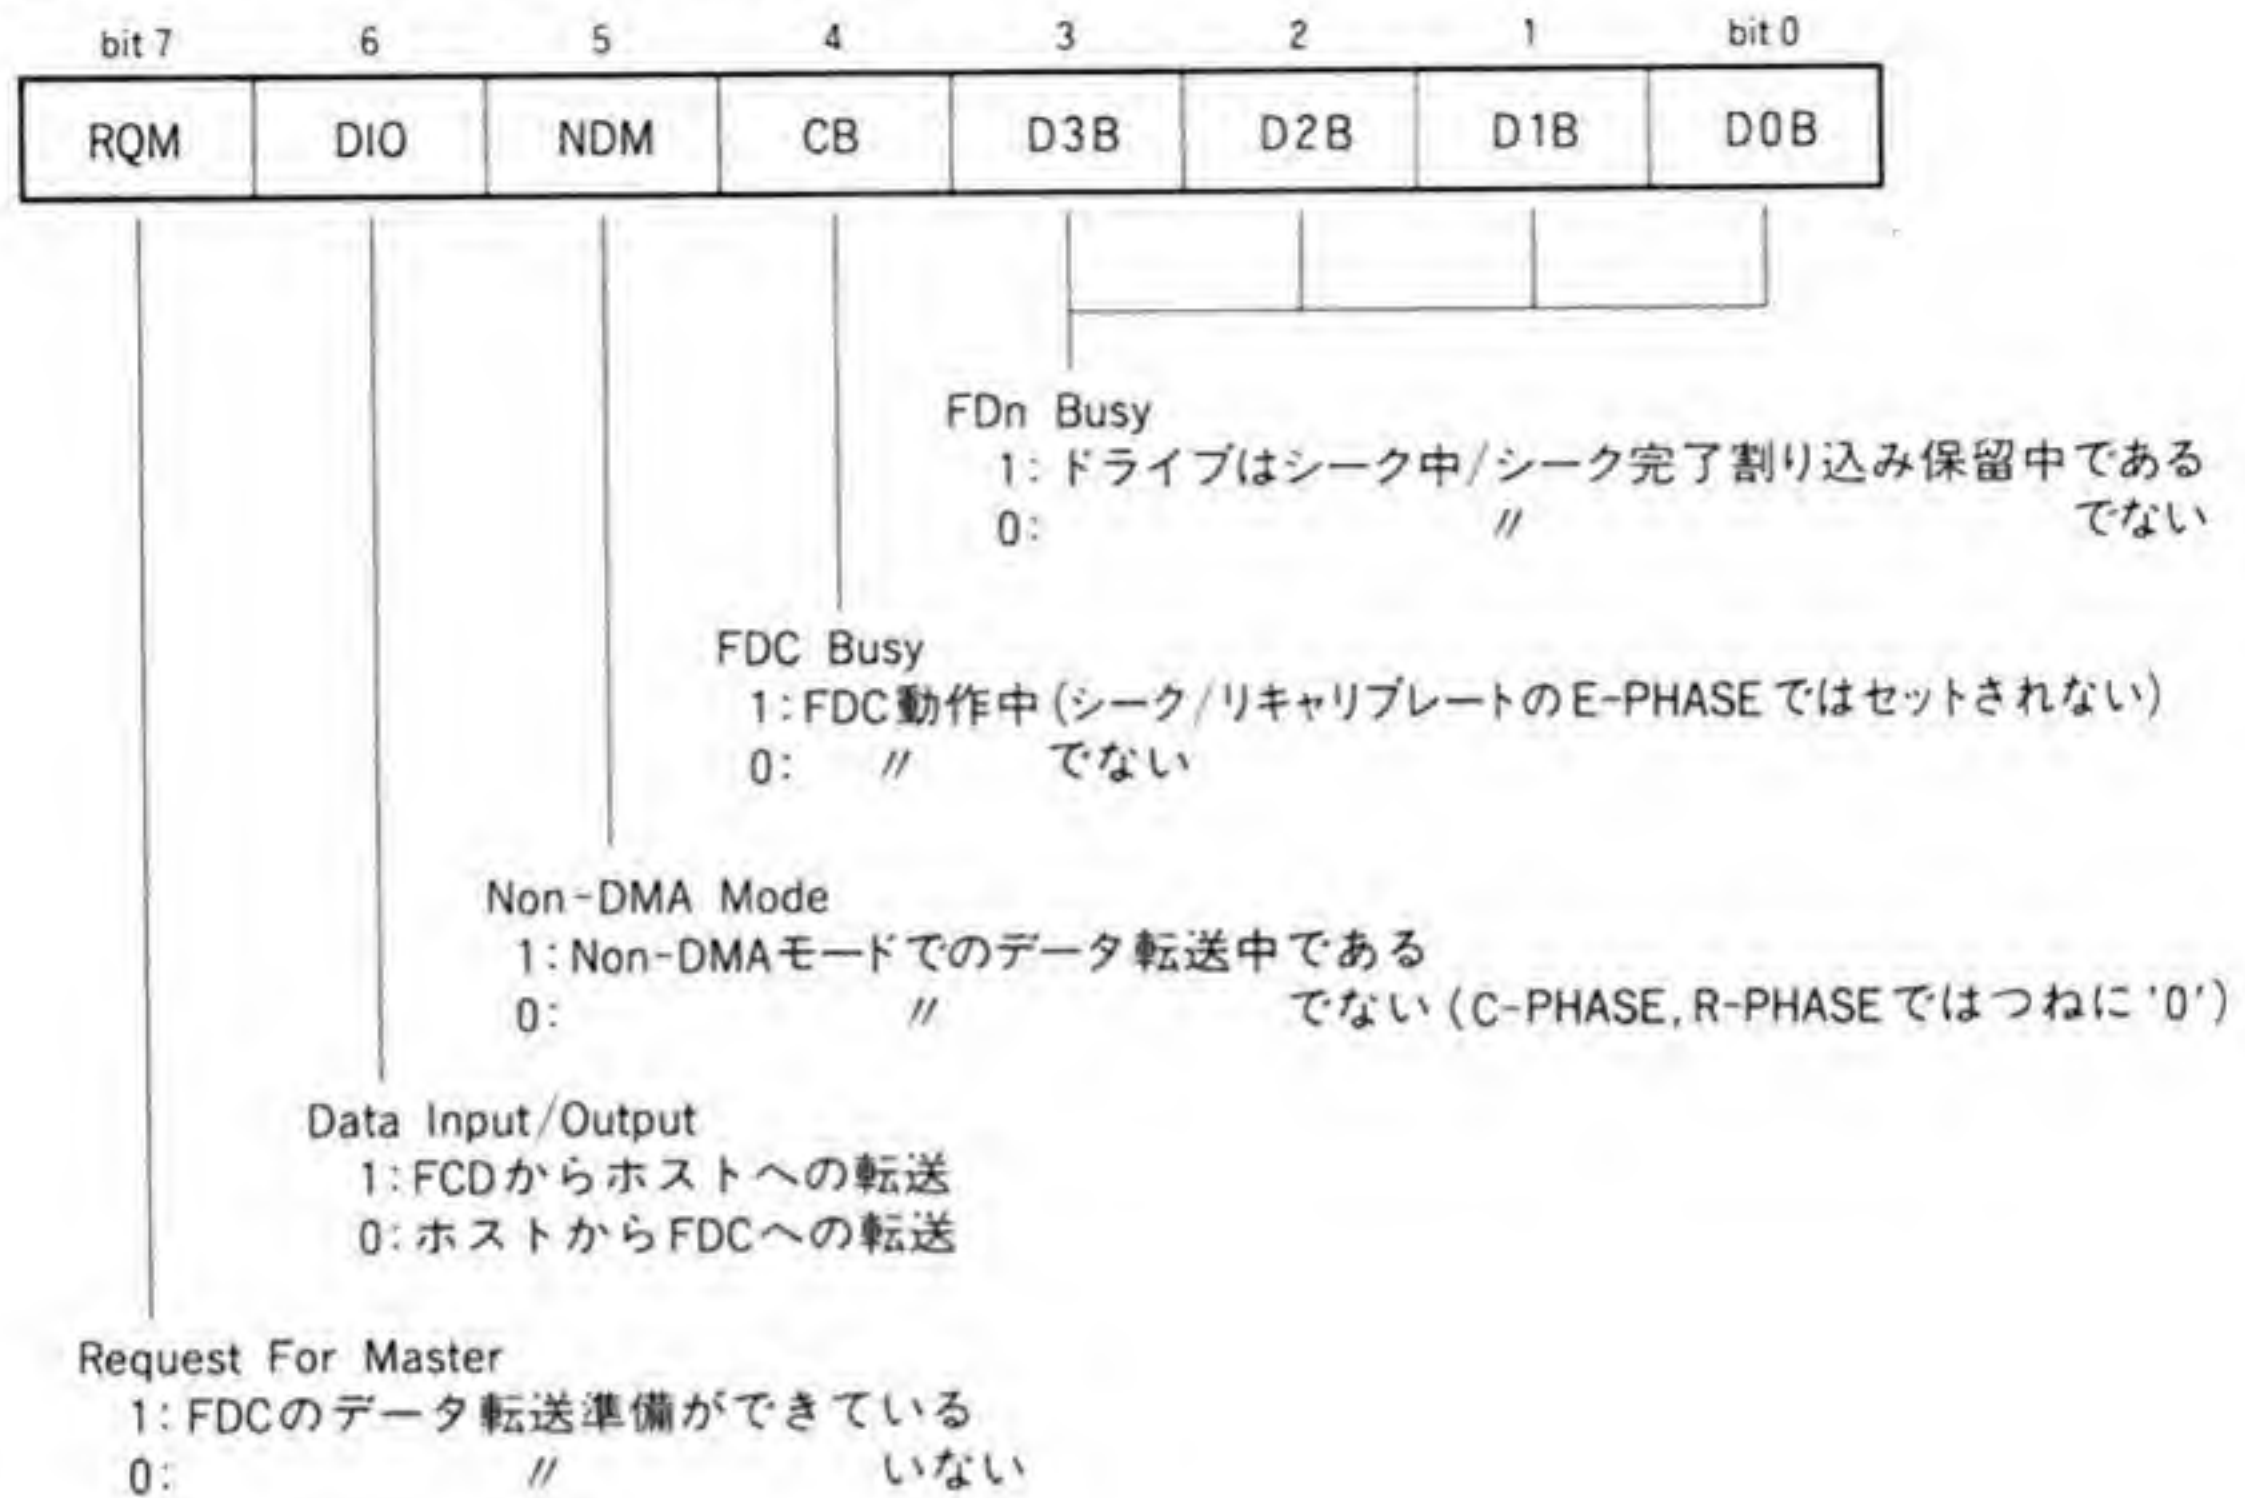 bit 7 6 5 4 3 2 1 bit 0
RQM DIO NDM CB D3B D2B D1B D0B
FDn Busy
1:ドライブはシーク中/シーク完了割り込み保留中である
0: 〃 でない
FDC Busy
1:FDC動作中(シーク/リキャリブレートのE-PHASEではセットされない)
0: 〃 でない
Non-DMA Mode
1:Non-DMAモードでのデータ転送中である
0: 〃 でない(C-PHASE,R-PHASEではつねに'0')
Data Input/Output
1:FCDからホストへの転送
0:ホストからFDCへの転送
Request For Master
1:FDCのデータ転送準備ができている
0: 〃 いない